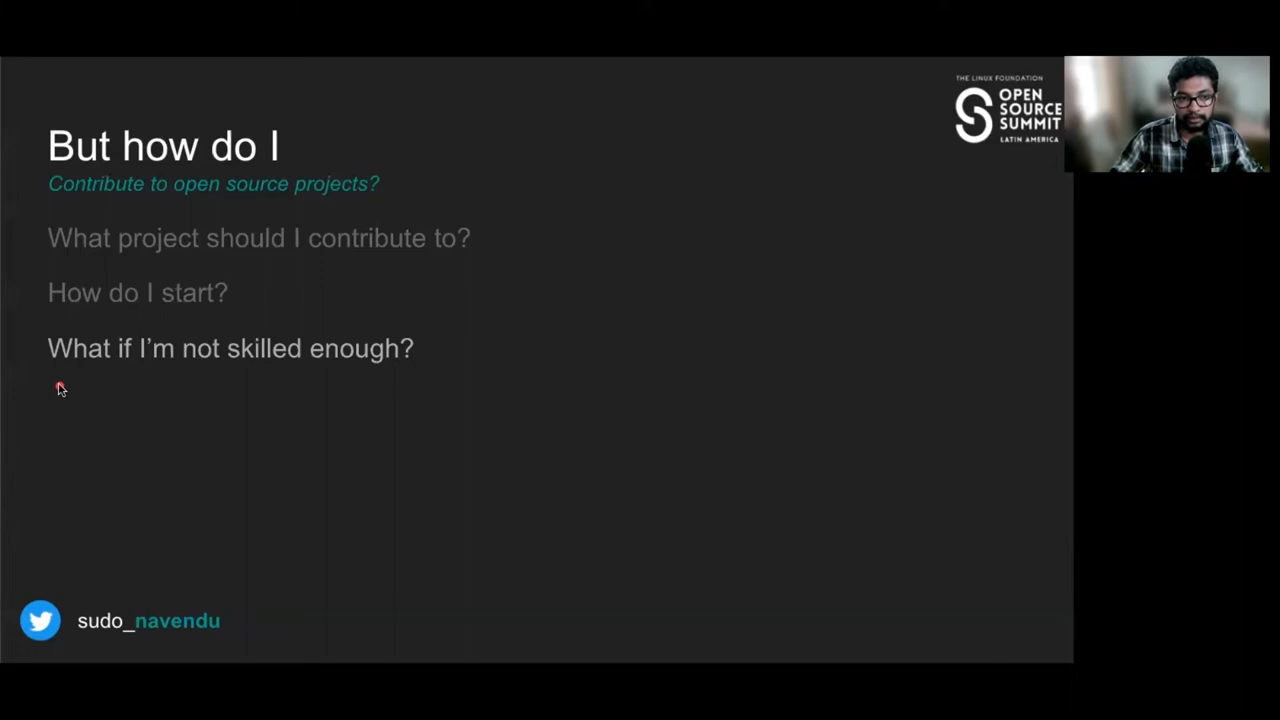 But how do I
Contribute to open source projects?
What project should I contribute to?
How do I start?
What if I’m not skilled enough?
THE LINUX FOUNDATION
OPEN
SOURCE
SUMMIT
LATIN AMERICA
sudo_navendu